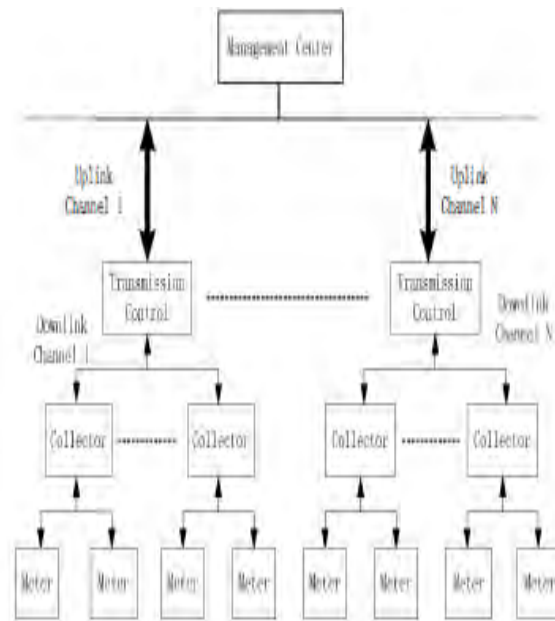 Management Center
Uplink
Channel 1
Uplink
Channel N
Transmission
Control
Transmission
Control
Downlink
Channel 1
Downlink
Channel N
Collector
Collector
Collector
Collector
Meter
Meter
Meter
Meter
Meter
Meter
Meter
Meter